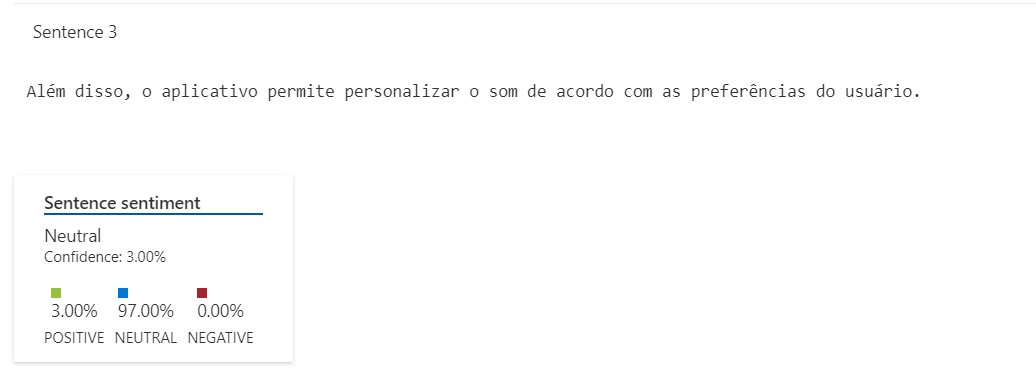 Sentence 3
Além disso, o aplicativo permite personalizar o som de acordo com as preferências do usuário.
Sentence sentiment
Neutral
Confidence: 3.00%
3.00% 97.00% 0.00%
POSITIVE NEUTRAL NEGATIVE